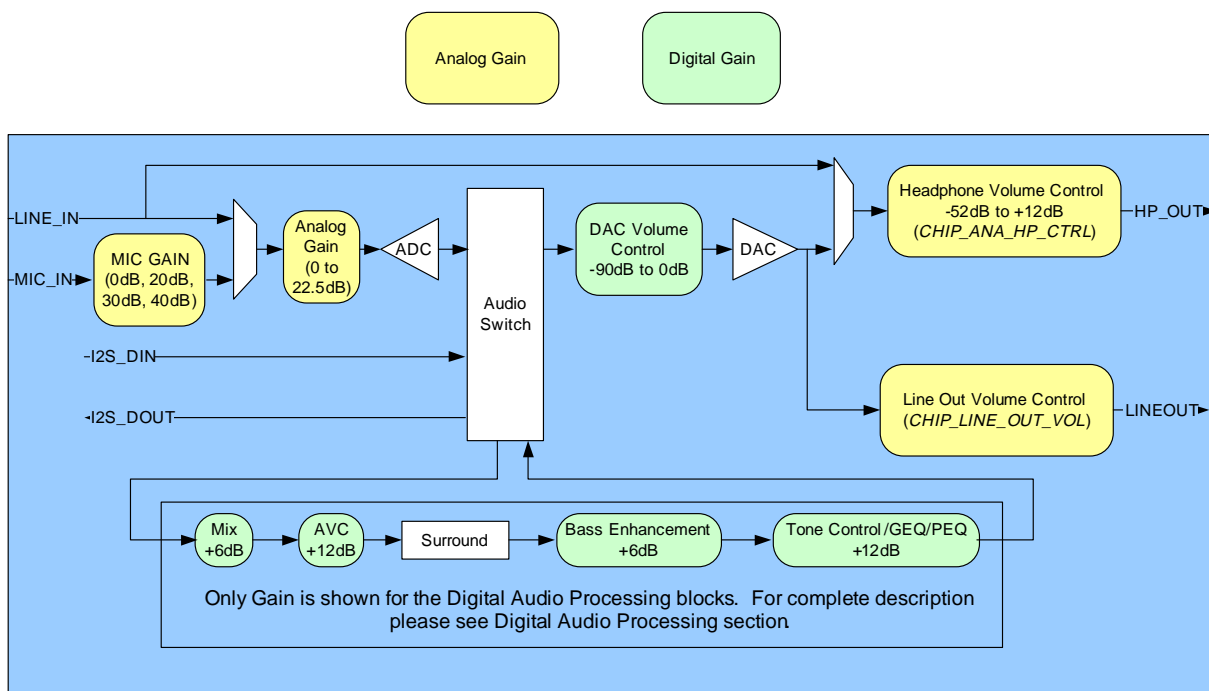 Analog Gain
Digital Gain
LINE_IN
MIC_IN
MIC GAIN
(0dB, 20dB,
30dB, 40dB)
Analog
Gain
(0 to
22.5dB)
ADC
Audio
Switch
DAC Volume
Control
-90dB to 0dB
DAC
Headphone Volume Control
-52dB to +12dB
(CHIP_ANA_HP_CTRL)
HP_OUT
I2S_DIN
I2S_DOUT
Line Out Volume Control
(CHIP_LINE_OUT_VOL)
LINEOUT
Mix
+6dB
AVC
+12dB
Surround
Bass Enhancement
+6dB
Tone Control/GEQ/PEQ
+12dB
Only Gain is shown for the Digital Audio Processing blocks. For complete description
please see Digital Audio Processing section.